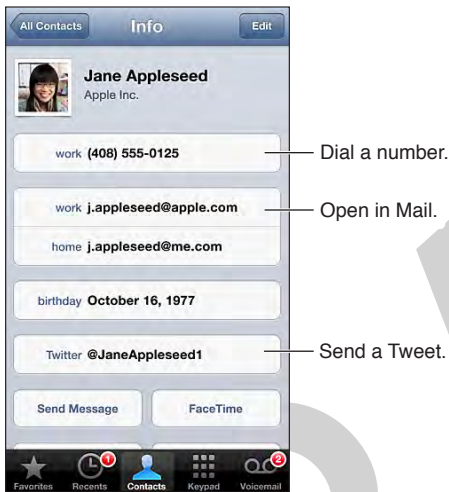 All Contacts Info Edit
Jane Appleseed
Apple Inc.
work (408) 555-0125
Dial a number.
work j.appleseed@apple.com
Open in Mail.
home j.appleseed@me.com
birthday October 16, 1977
Twitter @JaneAppleseed1
Send a Tweet.
Send Message FaceTime
1 2
Favorites Recents Contacts Keypad Voicemail